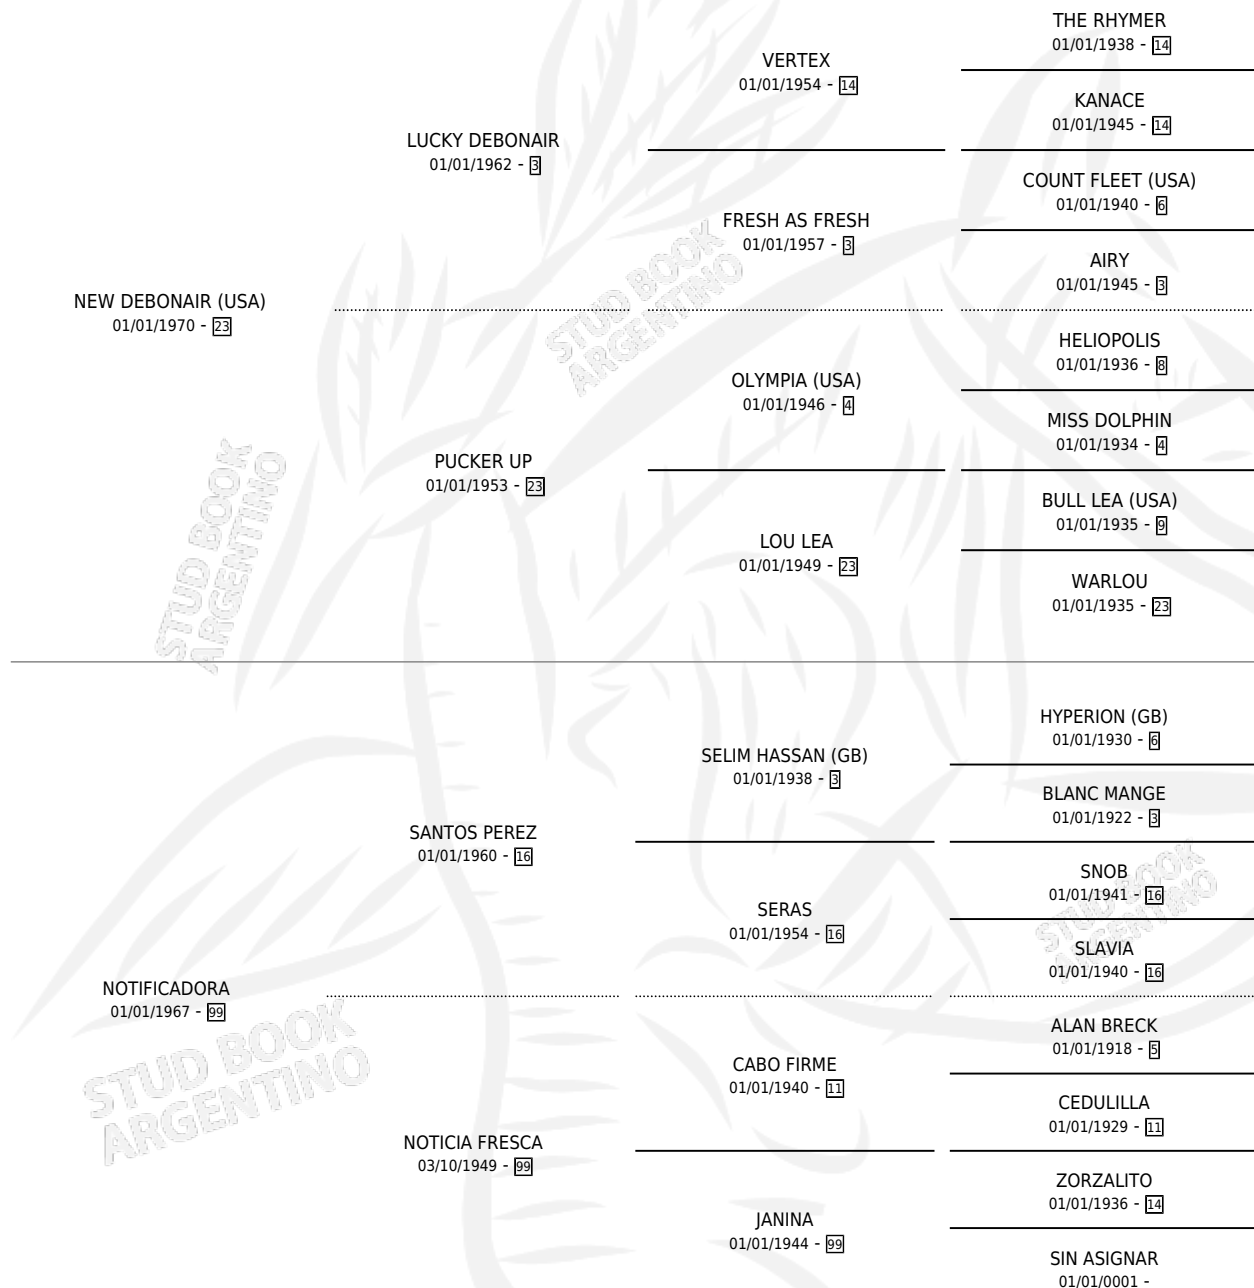 THE RHYMER
01/01/1938 - 14
VERTEX
01/01/1954 - 14
KANACE
01/01/1945 - 14
LUCKY DEBONAIR
01/01/1962 - 3
COUNT FLEET (USA)
01/01/1940 - 6
FRESH AS FRESH
01/01/1957 - 3
AIRY
01/01/1945 - 3
NEW DEBONAIR (USA)
01/01/1970 - 23
HELIOPOLIS
01/01/1936 - 8
OLYMPIA (USA)
01/01/1946 - 4
MISS DOLPHIN
01/01/1934 - 4
PUCKER UP
01/01/1953 - 23
BULL LEA (USA)
01/01/1935 - 9
LOU LEA
01/01/1949 - 23
WARLOU
01/01/1935 - 23
HYPERION (GB)
01/01/1930 - 6
SELIM HASSAN (GB)
01/01/1938 - 3
BLANC MANGE
01/01/1922 - 3
SANTOS PEREZ
01/01/1960 - 16
SNOB
01/01/1941 - 16
SERAS
01/01/1954 - 16
SLAVIA
01/01/1940 - 16
NOTIFICADORA
01/01/1967 - 99
ALAN BRECK
01/01/1918 - 5
CABO FIRME
01/01/1940 - 11
CEDULILLA
01/01/1929 - 11
NOTICIA FRESCA
03/10/1949 - 99
ZORZALITO
01/01/1936 - 14
JANINA
01/01/1944 - 99
SIN ASIGNAR
01/01/0001 -
STUD BOOK
ARGENTINO
STUD BOOK
ARGENTINO
STUD BOOK
ARGENTINO
STUD BOOK
ARGENTINO